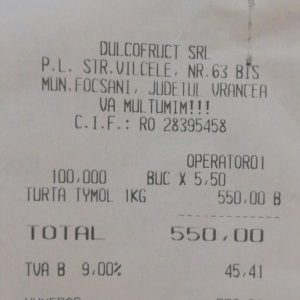 DULCOFRUCT SRL
P.L. STR.VILCELE, NR.63 BIS
MUN.FOCSANI, JUDETUL VRANCEA
VA MULTUMIM!!!
C.I.F.: RO 28395458
OPERATOR01
100,000 BUC X 5,50
TURTA TYMOL 1KG 550,00 B
TOTAL 550,00
TVA B 9,00% 45,41